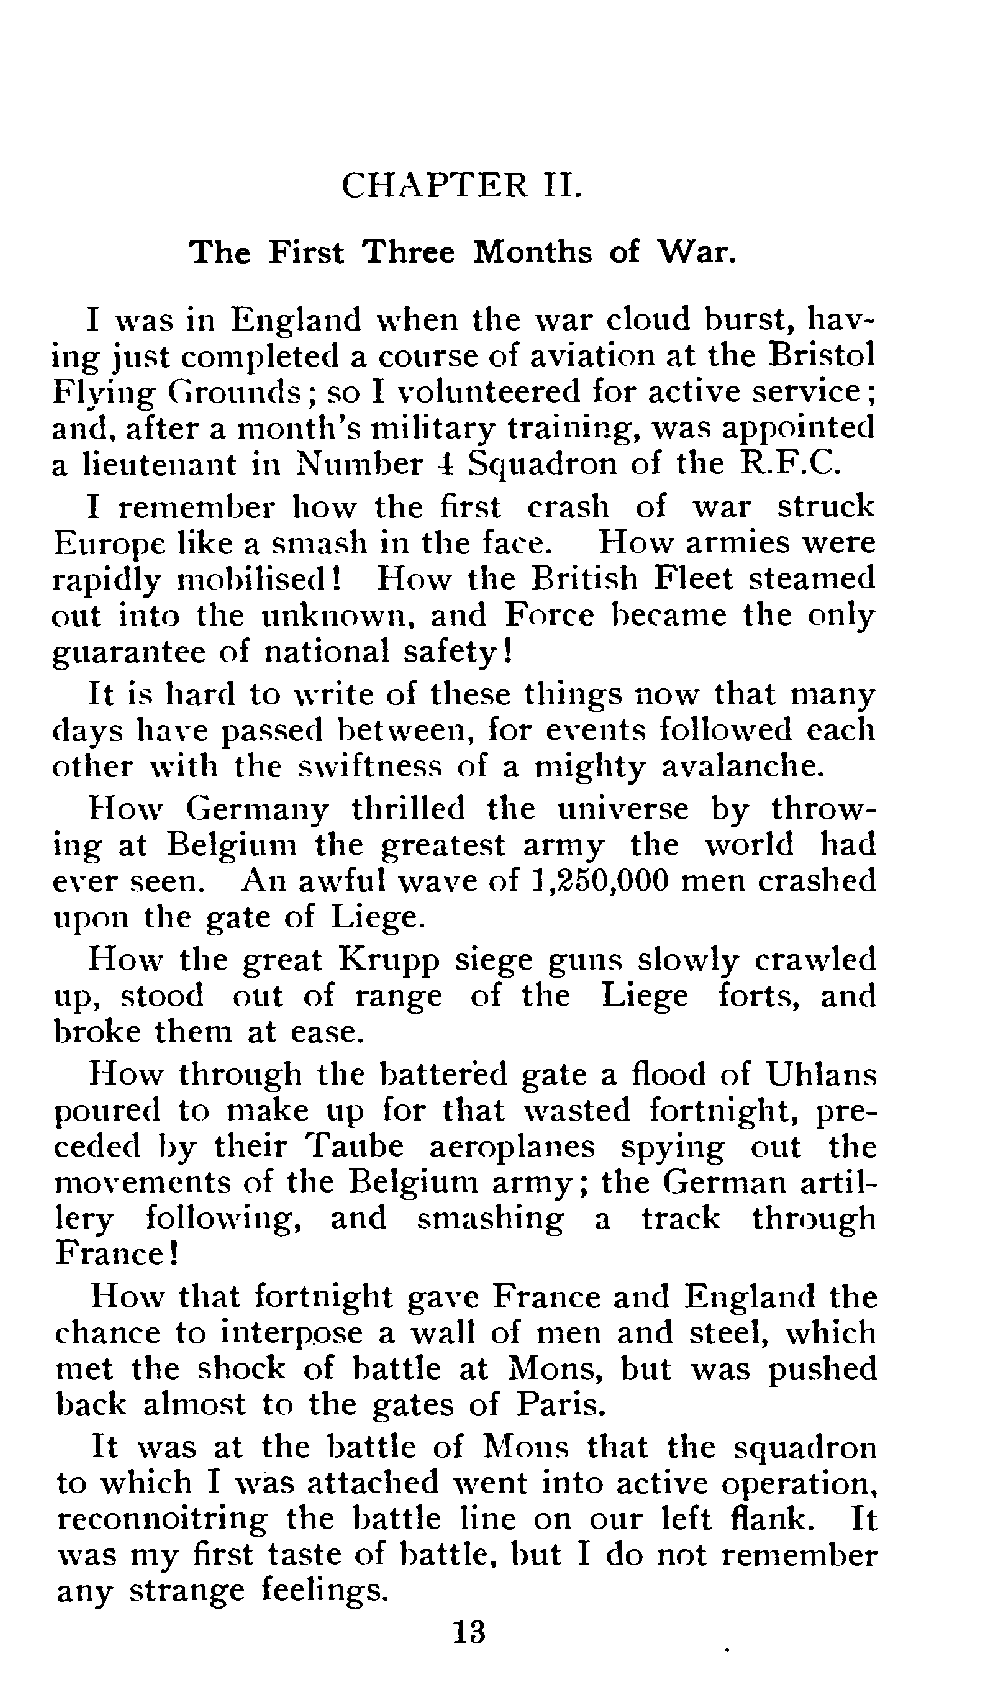 CHAPTER II.
The First Three Months of War.
I was in England when the war cloud burst, hav-
ing just completed a course of aviation at the Bristol
Flying Grounds; so I volunteered for active service;
and, after a month's military training, was appointed
a lieutenant in Number 4 Squadron of the R.F.C.
I remember how the first crash of war struck
Europe like a smash in the face. How armies were
rapidly mobilised! How the British Fleet steamed
out into the unknown, and Force became the only
guarantee of national safety!
It is hard to write of these things now that many
days have passed between, for events followed each
other with the swiftness of a mighty avalanche.
How Germany thrilled the universe by throw-
ing at Belgium the greatest army the world had
ever seen. An awful wave of 1,250,000 men crashed
upon the gate of Liege.
How the great Krupp siege guns slowly crawled
up, stood out of range of the Liege forts, and
broke them at ease.
How through the battered gate a flood of Uhlans
poured to make up for that wasted fortnight, pre-
ceded by their Taube aeroplanes spying out the
movements of the Belgium army; the German artil-
lery following, and smashing a track through
France!
How that fortnight gave France and England the
chance to interpose a wall of men and steel, which
met the shock of battle at Mons, but was pushed
back almost to the gates of Paris.
It was at the battle of Mons that the squadron
to which I was attached went into active operation,
reconnoitring the battle line on our left flank. It
was my first taste of battle, but I do not remember
any strange feelings.
13